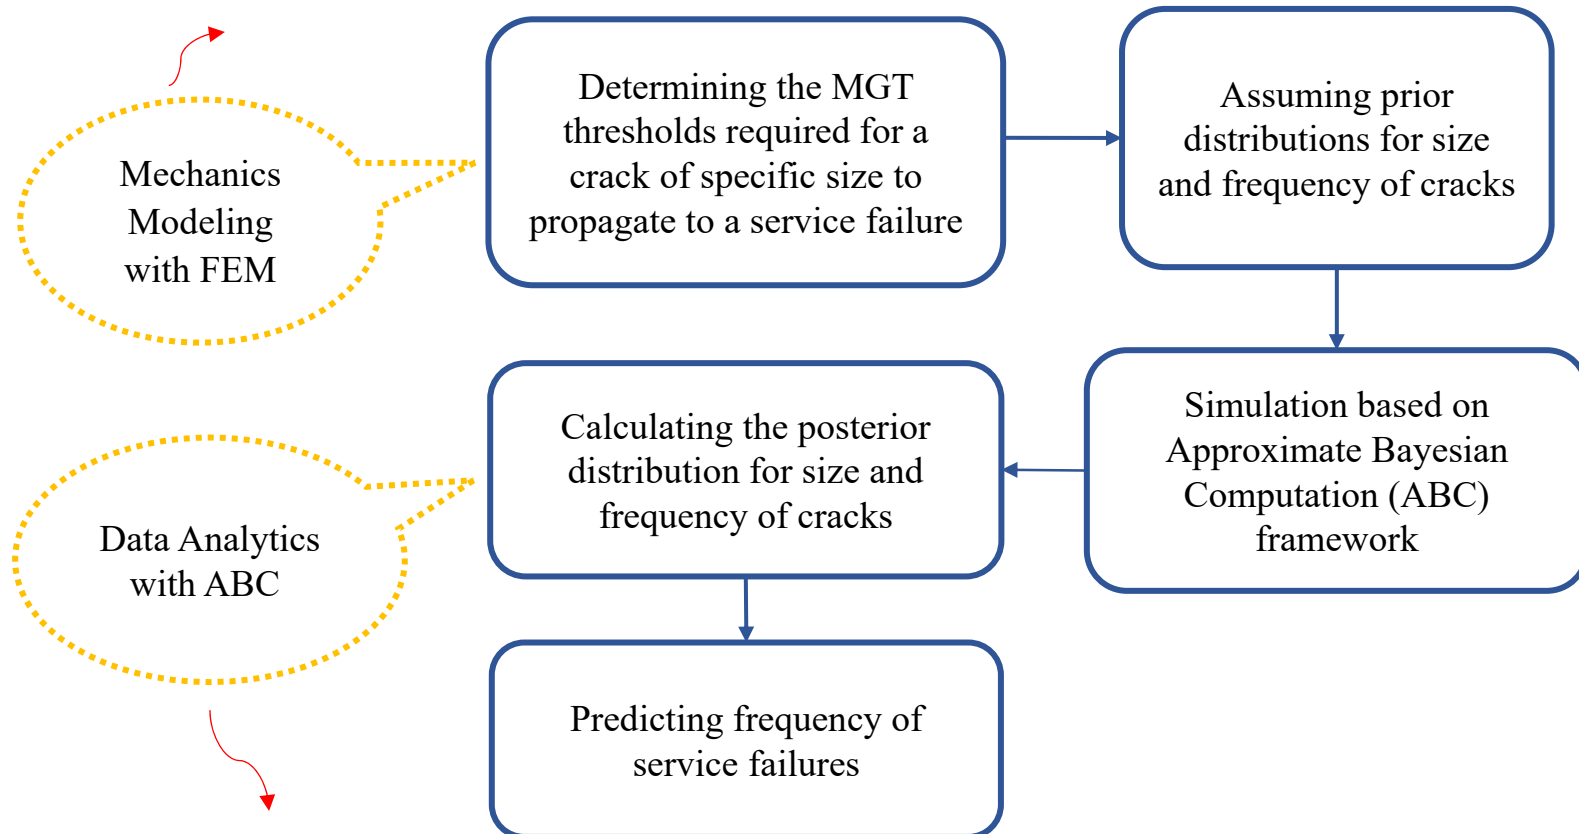 Mechanics
Modeling
with FEM
Determining the MGT
thresholds required for a
crack of specific size to
propagate to a service failure
Assuming prior
distributions for size
and frequency of cracks
Simulation based on
Approximate Bayesian
Computation (ABC)
framework
Calculating the posterior
distribution for size and
frequency of cracks
Data Analytics
with ABC
Predicting frequency of
service failures